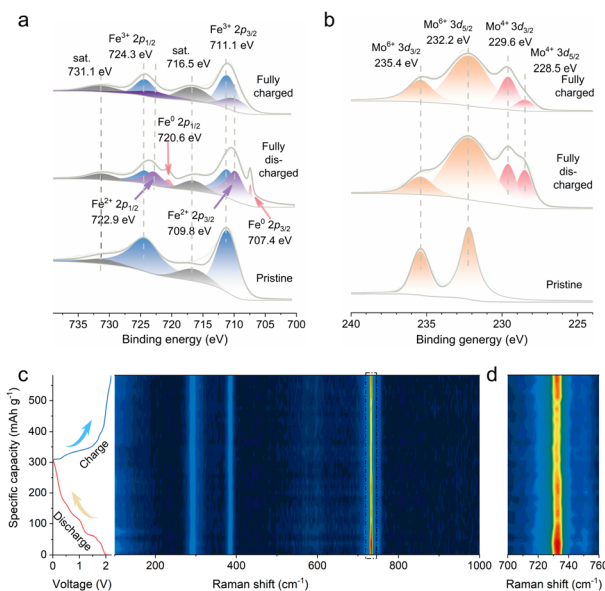 a
Fe3+ 2p1/2
724.3 eV
sat.
731.1 eV
sat.
716.5 eV
Fe3+ 2p3/2
711.1 eV
Fully
charged
Fe0 2p1/2
720.6 eV
Fully
dis-
charged
Fe2+ 2p1/2
722.9 eV
Fe2+ 2p3/2
709.8 eV
Fe0 2p3/2
707.4 eV
Pristine
735 730 725 720 715 710 705 700
Binding energy (eV)
b
Mo6+ 3d3/2
235.4 eV
Mo6+ 3d5/2
232.2 eV
Mo4+ 3d3/2
229.6 eV
Mo4+ 3d5/2
228.5 eV
Fully
charged
Fully
dis-
charged
Pristine
240 235 230 225
Binding genergy (eV)
c
Specific capacity (mAh g-1)
500
400
300
200
100
0
Charge
Discharge
0 1 2
Voltage (V)
200 400 600 800 1000
Raman shift (cm-1)
d
700 720 740 760
Raman shift (cm-1)